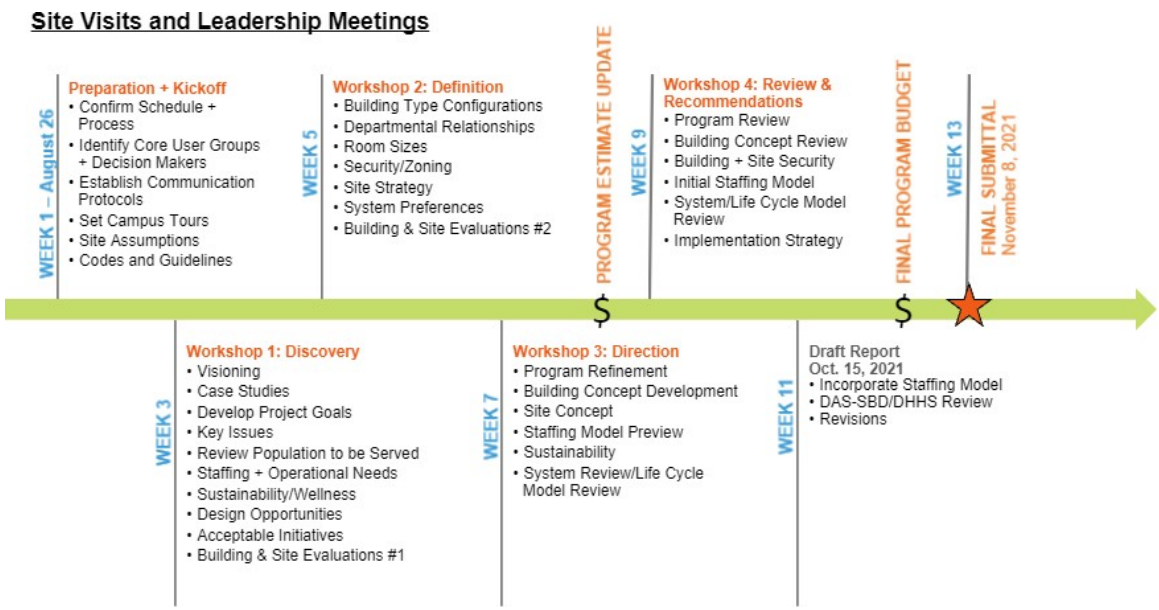 Site Visits and Leadership Meetings
WEEK 1 – August 26
Preparation + Kickoff
• Confirm Schedule +
Process
• Identify Core User Groups
+ Decision Makers
• Establish Communication
Protocols
• Set Campus Tours
• Site Assumptions
• Codes and Guidelines
WEEK 3
Workshop 1: Discovery
• Visioning
• Case Studies
• Develop Project Goals
• Key Issues
• Review Population to be Served
• Staffing + Operational Needs
• Sustainability/Wellness
• Design Opportunities
• Acceptable Initiatives
• Building & Site Evaluations #1
WEEK 5
Workshop 2: Definition
• Building Type Configurations
• Departmental Relationships
• Room Sizes
• Security/Zoning
• Site Strategy
• System Preferences
• Building & Site Evaluations #2
WEEK 7
Workshop 3: Direction
• Program Refinement
• Building Concept Development
• Site Concept
• Staffing Model Preview
• Sustainability
• System Review/Life Cycle
Model Review
PROGRAM ESTIMATE UPDATE
$
WEEK 9
Workshop 4: Review &
Recommendations
• Program Review
• Building Concept Review
• Building + Site Security
• Initial Staffing Model
• System/Life Cycle Model
Review
• Implementation Strategy
WEEK 11
Draft Report
Oct. 15, 2021
• Incorporate Staffing Model
• DAS-SBD/DHHS Review
• Revisions
FINAL PROGRAM BUDGET
$
WEEK 13
FINAL SUBMITTAL
November 8, 2021